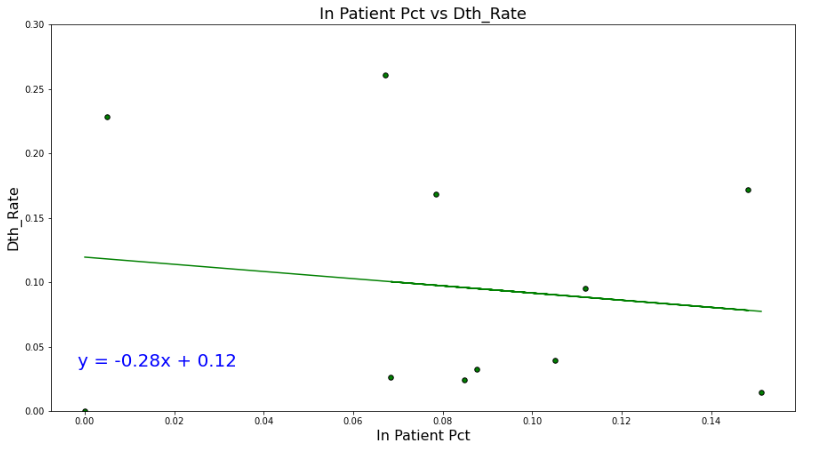 In Patient Pct vs Dth_Rate
0.30
0.25
0.20
0.15
0.10
0.05
0.00
Dth_Rate
y = -0.28x + 0.12
0.00 0.02 0.04 0.06 0.08 0.10 0.12 0.14
In Patient Pct